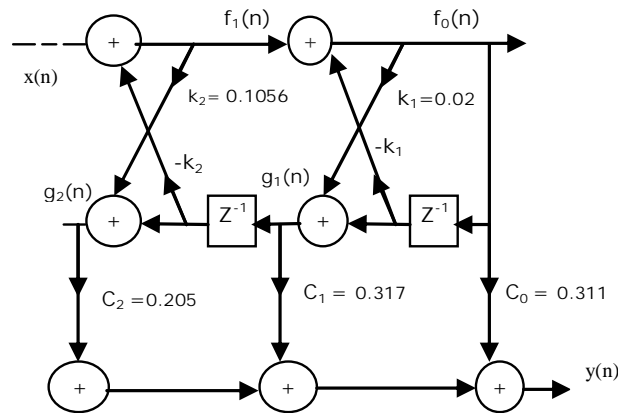 f₁(n) f₀(n)
+ +
x(n)
k₂ = 0.1056 k₁=0.02
-k₂ -k₁
g₂(n) g₁(n)
+ Z⁻¹ + Z⁻¹
C₂ =0.205 C₁ = 0.317 C₀ = 0.311
y(n)
+ + +